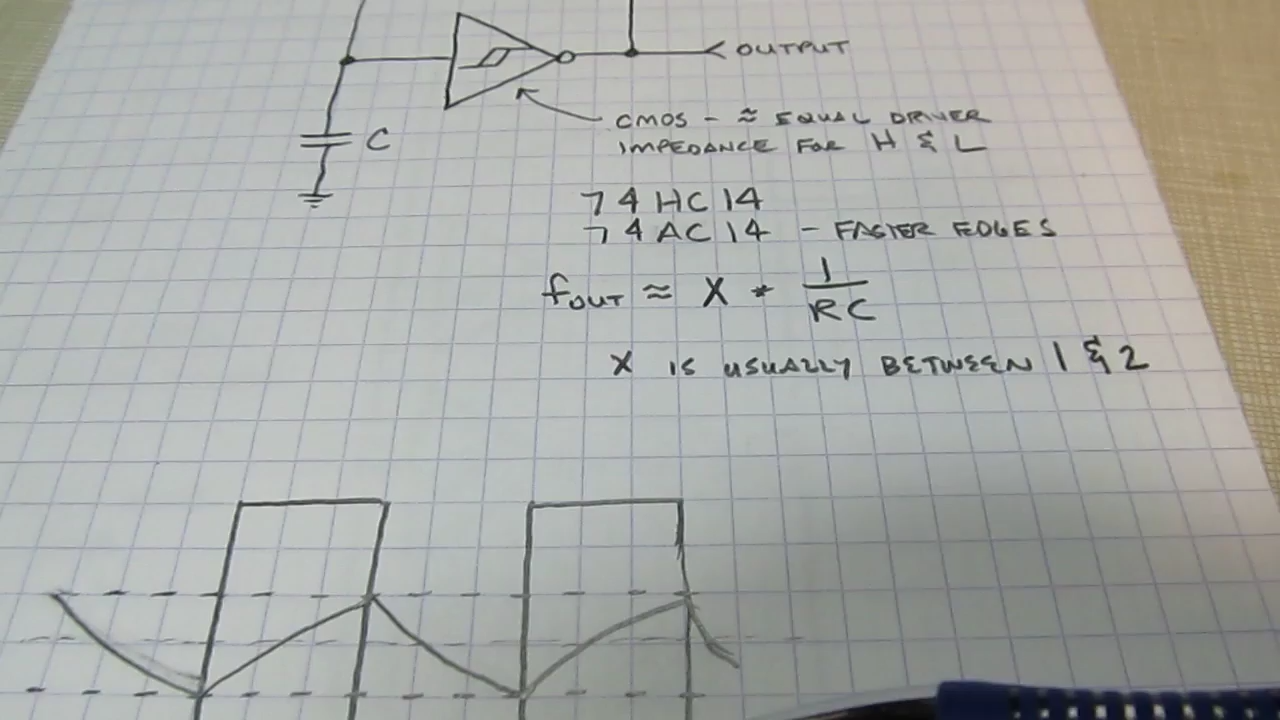 OUTPUT
C
CMOS - ≈ EQUAL DRIVER
IMPEDANCE FOR H & L
74HC14
74AC14 - FASTER EDGES
fOUT ≈ X * 1/RC
X IS USUALLY BETWEEN 1 & 2